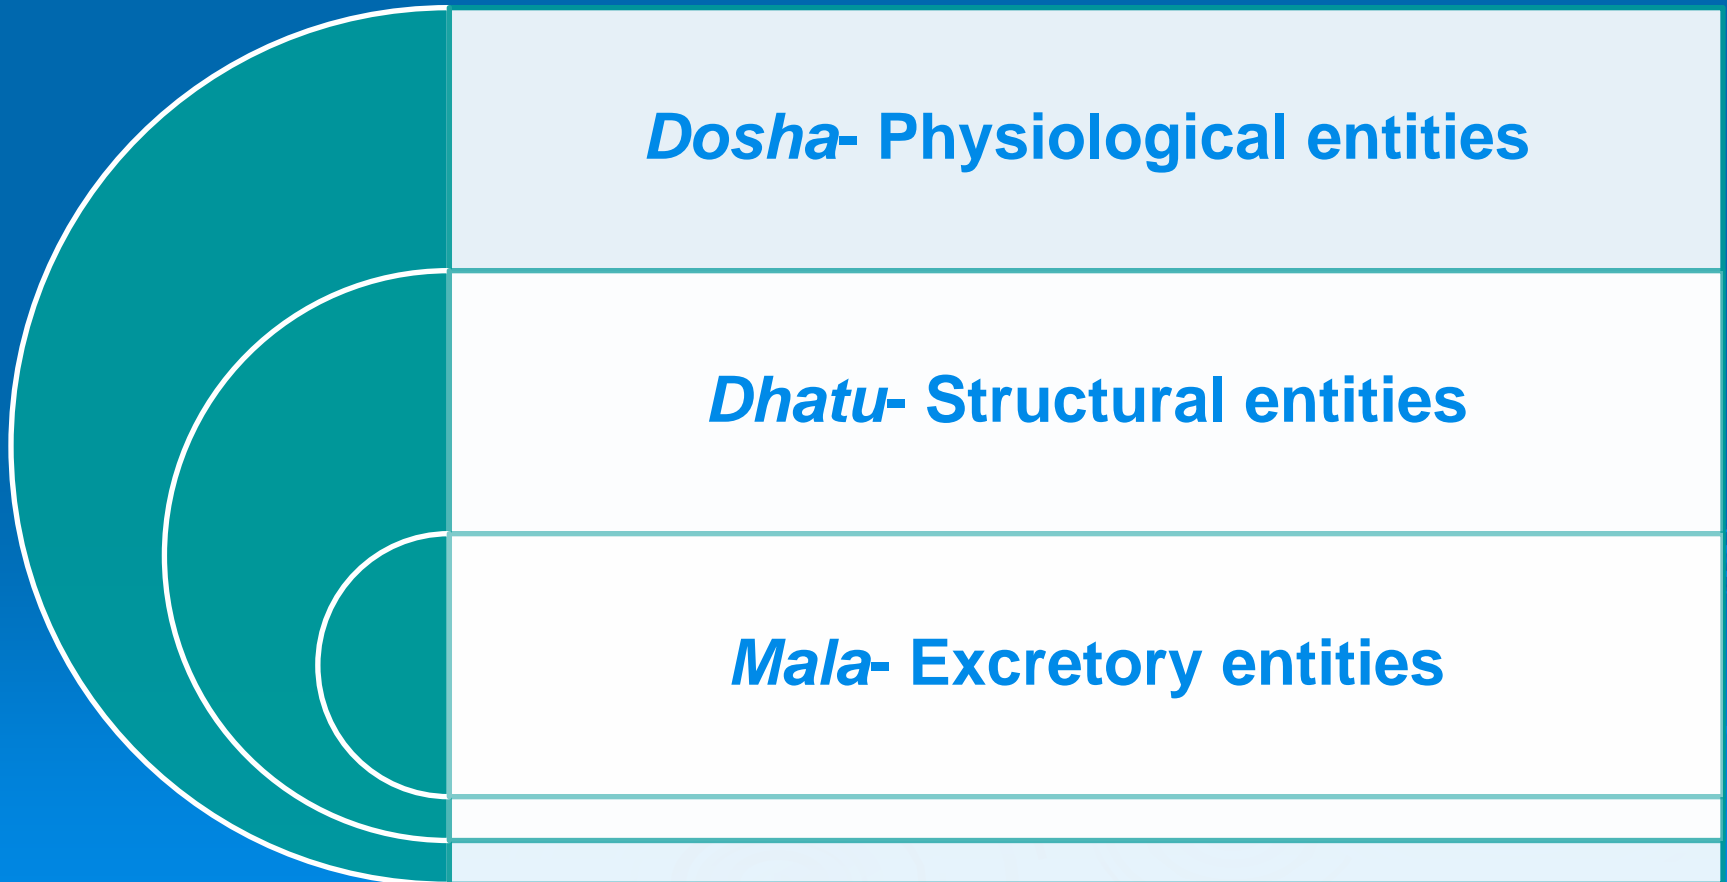 Dosha- Physiological entities
Dhatu- Structural entities
Mala- Excretory entities